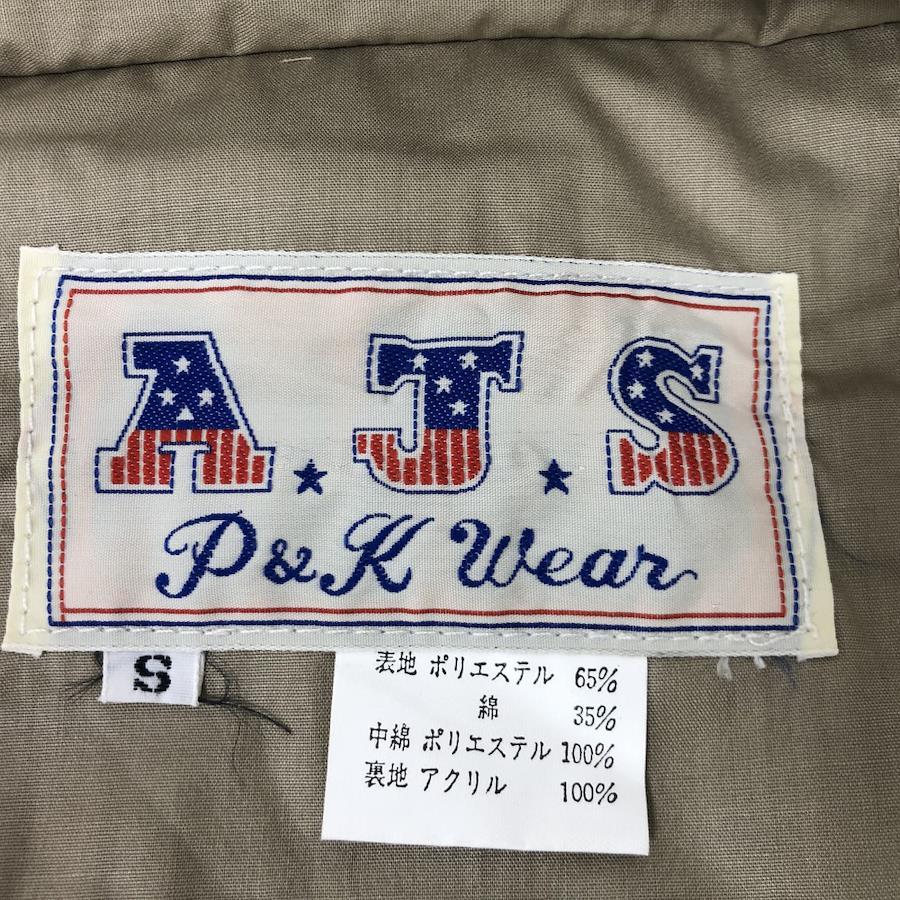 A★J★S
P&K Wear
S
表地 ポリエステル 65%
綿 35%
中綿 ポリエステル 100%
裏地 アクリル 100%